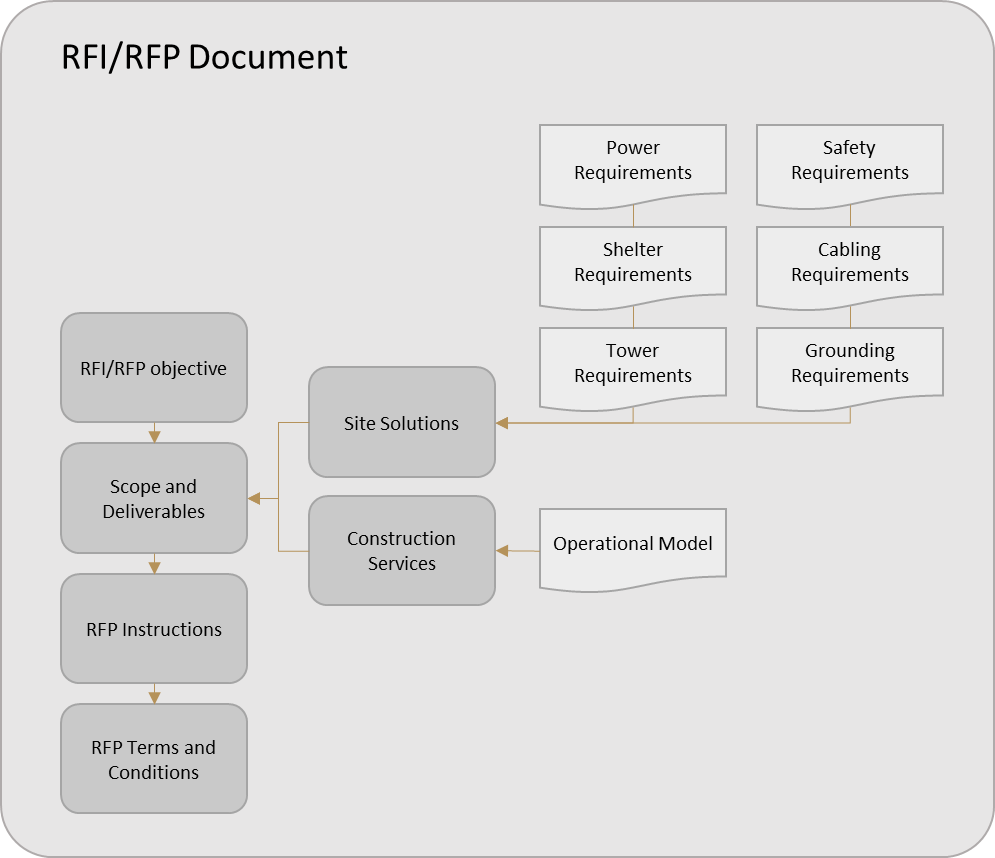 RFI/RFP Document
Power
Requirements
Safety
Requirements
Shelter
Requirements
Cabling
Requirements
Tower
Requirements
Grounding
Requirements
RFI/RFP objective
Site Solutions
Scope and
Deliverables
Construction
Services
Operational Model
RFP Instructions
RFP Terms and
Conditions